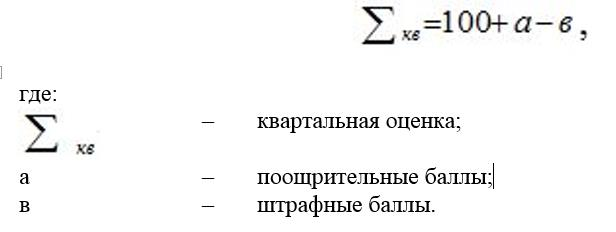 ∑ кв=100+а−в,
где:
∑ кв – квартальная оценка;
а – поощрительные баллы;
в – штрафные баллы.